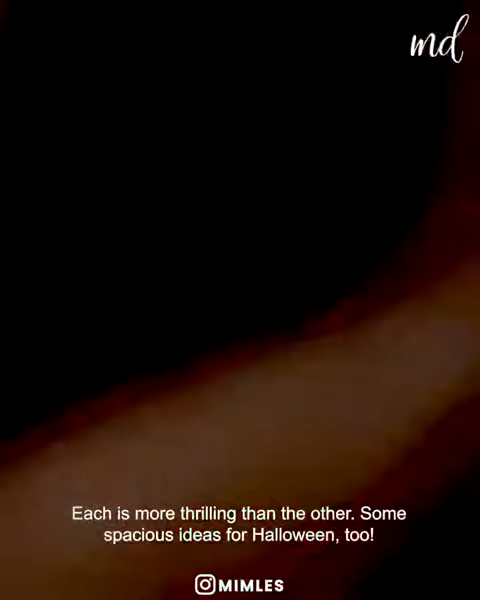 md
Each is more thrilling than the other. Some
spacious ideas for Halloween, too!
MIMLES